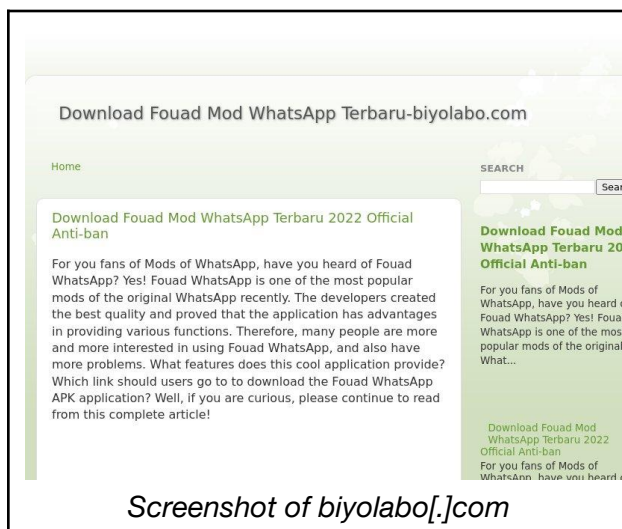 Download Fouad Mod WhatsApp Terbaru-biyolabo.com
Home
Download Fouad Mod WhatsApp Terbaru 2022 Official
Anti-ban
For you fans of Mods of WhatsApp, have you heard of Fouad
WhatsApp? Yes! Fouad WhatsApp is one of the most popular
mods of the original WhatsApp recently. The developers created
the best quality and proved that the application has advantages
in providing various functions. Therefore, many people are more
and more interested in using Fouad WhatsApp, and also have
more problems. What features does this cool application provide?
Which link should users go to to download the Fouad WhatsApp
APK application? Well, if you are curious, please continue to read
from this complete article!
SEARCH
Download Fouad Mod
WhatsApp Terbaru
Official Anti-ban
For you fans of Mods of
WhatsApp, have you heard
Fouad WhatsApp? Yes!
WhatsApp is one of the
popular mods of the original
What...
Download Fouad Mod
WhatsApp Terbaru 2022
Official Anti-ban
For you fans of Mods of
WhatsApp, have you heard
Screenshot of biyolabo[.]com